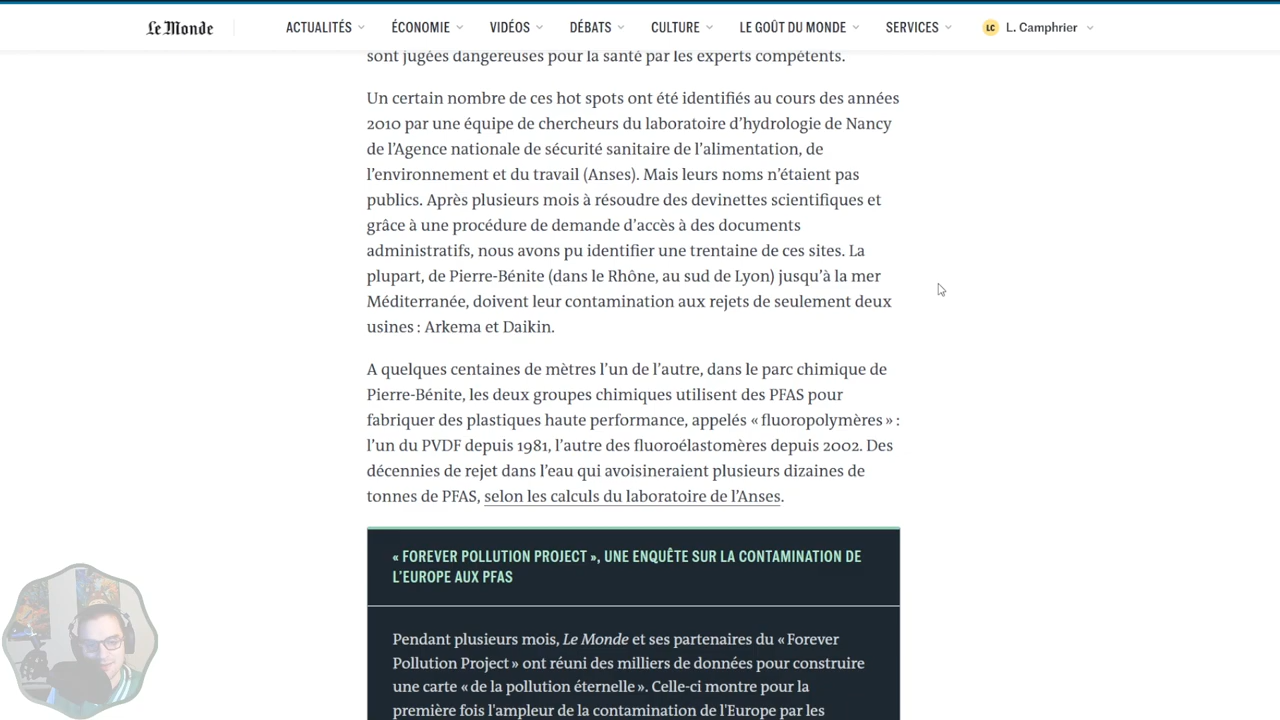 Le Monde
ACTUALITÉS
ÉCONOMIE
VIDÉOS
DÉBATS
CULTURE
LE GOÛT DU MONDE
SERVICES
LC
L. Camphrier
sont jugées dangereuses pour la santé par les experts compétents.
Un certain nombre de ces hot spots ont été identifiés au cours des années
2010 par une équipe de chercheurs du laboratoire d’hydrologie de Nancy
de l’Agence nationale de sécurité sanitaire de l’alimentation, de
l’environnement et du travail (Anses). Mais leurs noms n’étaient pas
publics. Après plusieurs mois à résoudre des devinettes scientifiques et
grâce à une procédure de demande d’accès à des documents
administratifs, nous avons pu identifier une trentaine de ces sites. La
plupart, de Pierre-Bénite (dans le Rhône, au sud de Lyon) jusqu’à la mer
Méditerranée, doivent leur contamination aux rejets de seulement deux
usines : Arkema et Daikin.
A quelques centaines de mètres l’un de l’autre, dans le parc chimique de
Pierre-Bénite, les deux groupes chimiques utilisent des PFAS pour
fabriquer des plastiques haute performance, appelés « fluoropolymères » :
l’un du PVDF depuis 1981, l’autre des fluoroélastomères depuis 2002. Des
décennies de rejet dans l’eau qui avoisineraient plusieurs dizaines de
tonnes de PFAS, selon les calculs du laboratoire de l’Anses.
« FOREVER POLLUTION PROJECT », UNE ENQUÊTE SUR LA CONTAMINATION DE
L’EUROPE AUX PFAS
Pendant plusieurs mois, Le Monde et ses partenaires du « Forever
Pollution Project » ont réuni des milliers de données pour construire
une carte « de la pollution éternelle ». Celle-ci montre pour la
première fois l'ampleur de la contamination de l'Europe par les